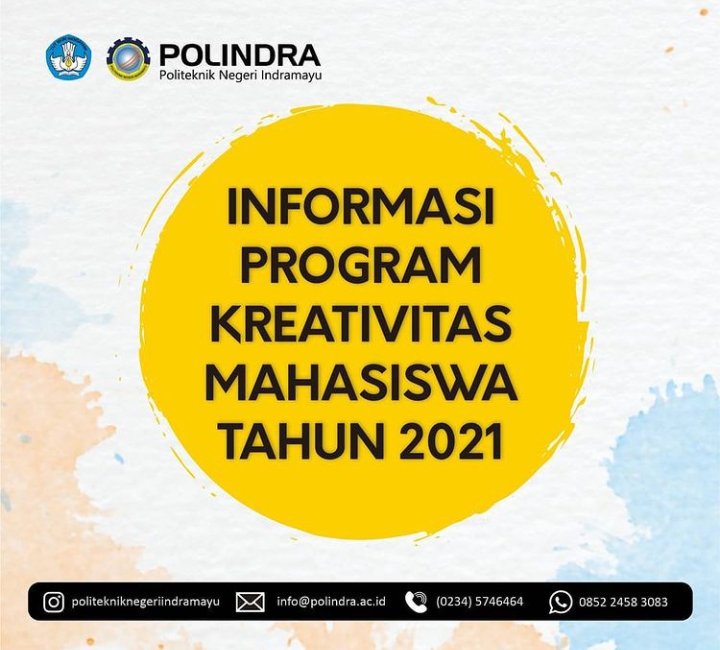 POLINDRA
Politeknik Negeri Indramayu
INFORMASI
PROGRAM
KREATIVITAS
MAHASISWA
TAHUN 2021
politekniknegeriindramayu info@polindra.ac.id (0234) 5746464 0852 2458 3083